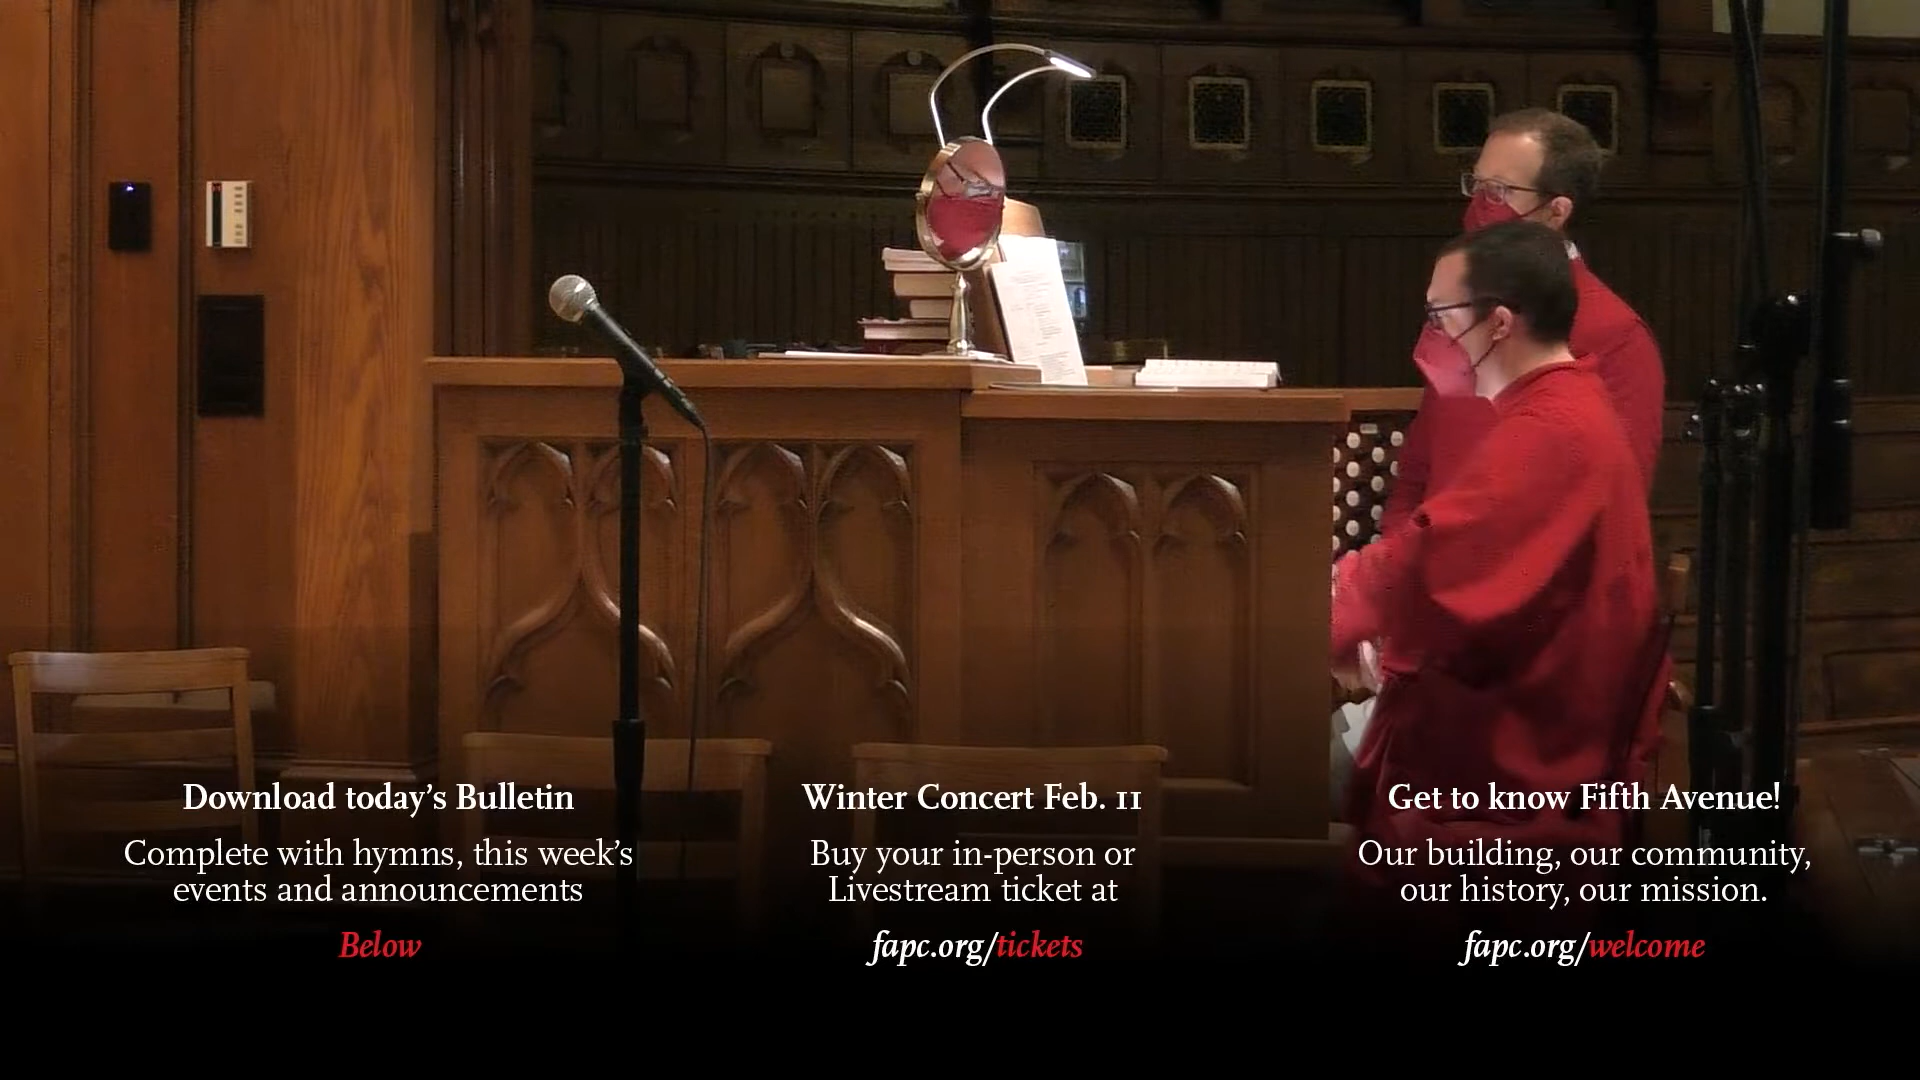 Download today's Bulletin
Complete with hymns, this week's
events and announcements
Below
Winter Concert Feb. 11
Buy your in-person or
Livestream ticket at
fapc.org/tickets
Get to know Fifth Avenue!
Our building, our community,
our history, our mission.
fapc.org/welcome